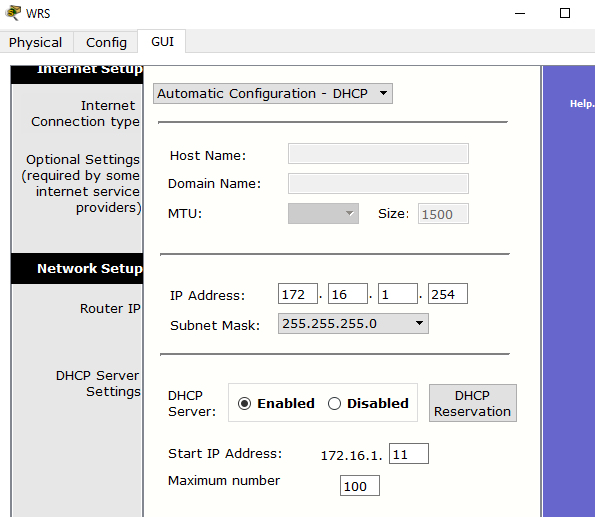 WRS
Physical Config GUI
Internet Setup
Automatic Configuration - DHCP
Help.
Internet
Connection type
Optional Settings
(required by some
internet service
providers)
Host Name:
Domain Name:
MTU: Size: 1500
Network Setup
Router IP
IP Address: 172 . 16 . 1 . 254
Subnet Mask: 255.255.255.0
DHCP Server
Settings
DHCP
Server: Enabled Disabled
DHCP
Reservation
Start IP Address: 172.16.1. 11
Maximum number 100